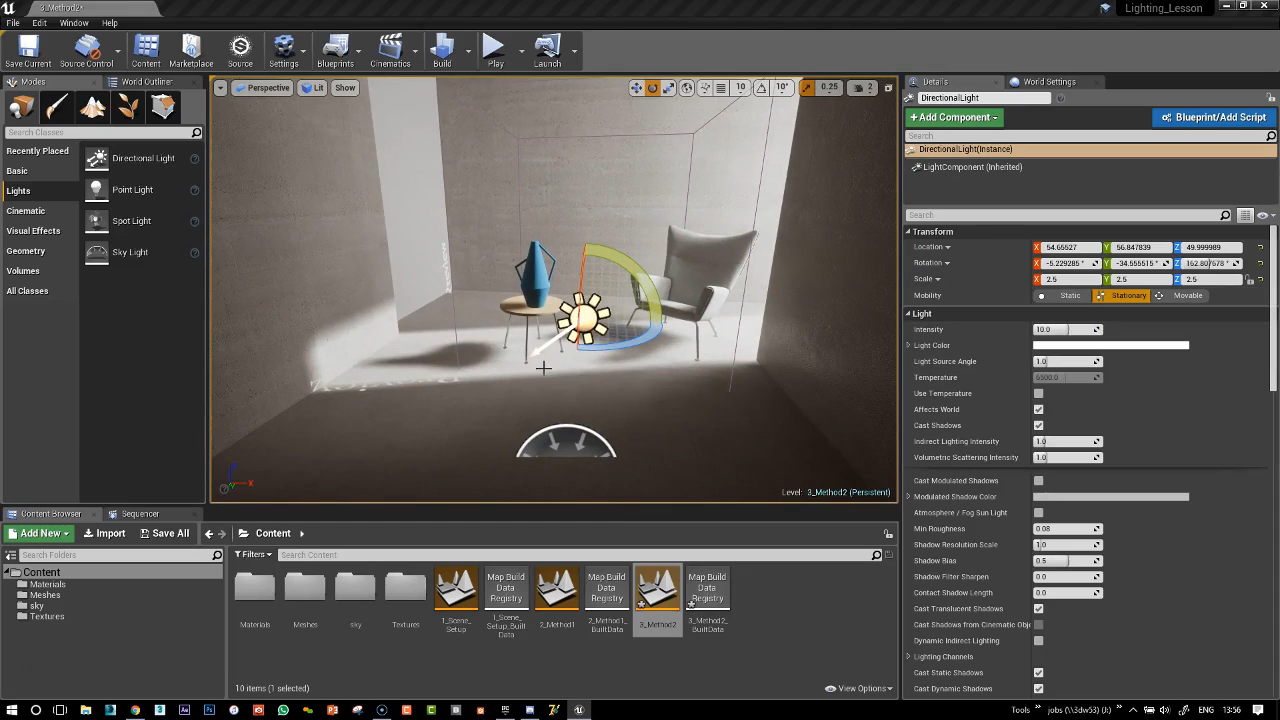 3_Method2*
Lighting_Lesson
File Edit Window Help
Save Current Source Control Content Marketplace Source Settings Blueprints Cinematics Build Play Launch
Modes World Outliner
Search Classes
Recently Placed
Basic
Lights
Cinematic
Visual Effects
Geometry
Volumes
All Classes
Directional Light
Point Light
Spot Light
Sky Light
Perspective Lit Show
10 10° 0.25 2
X Y Z
Level: 3_Method2 (Persistent)
Details World Settings
DirectionalLight
+ Add Component Blueprint/Add Script
Search
DirectionalLight(Instance)
LightComponent (Inherited)
Search
Transform
Location X 54.65527 Y 56.847839 Z 49.999989
Rotation X -5.229285 ° Y -34.555515 ° Z 162.807678 °
Scale X 2.5 Y 2.5 Z 2.5
Mobility Static Stationary Movable
Light
Intensity 10.0
Light Color
Light Source Angle 1.0
Temperature 6500.0
Use Temperature
Affects World
Cast Shadows
Indirect Lighting Intensity 1.0
Volumetric Scattering Intensity 1.0
Cast Modulated Shadows
Modulated Shadow Color
Atmosphere / Fog Sun Light
Min Roughness 0.08
Shadow Resolution Scale 1.0
Shadow Bias 0.5
Shadow Filter Sharpen 0.0
Contact Shadow Length 0.0
Cast Translucent Shadows
Cast Shadows from Cinematic Obj
Dynamic Indirect Lighting
Lighting Channels
Cast Static Shadows
Cast Dynamic Shadows
Content Browser Sequencer
Add New Import Save All Content
Search Folders
Content
Materials
Meshes
sky
Textures
Filters Search Content
Materials
Meshes
sky
Textures
1_Scene_
Setup
Map Build
Data
Registry
1_Scene_
Setup_Built
Data
2_Method1
Map Build
Data
Registry
2_Method1_
BuiltData
3_Method2
Map Build
Data
Registry
3_Method2_
BuiltData
10 items (1 selected)
View Options
Tools jobs (\\3dw53) (J:) 13:56